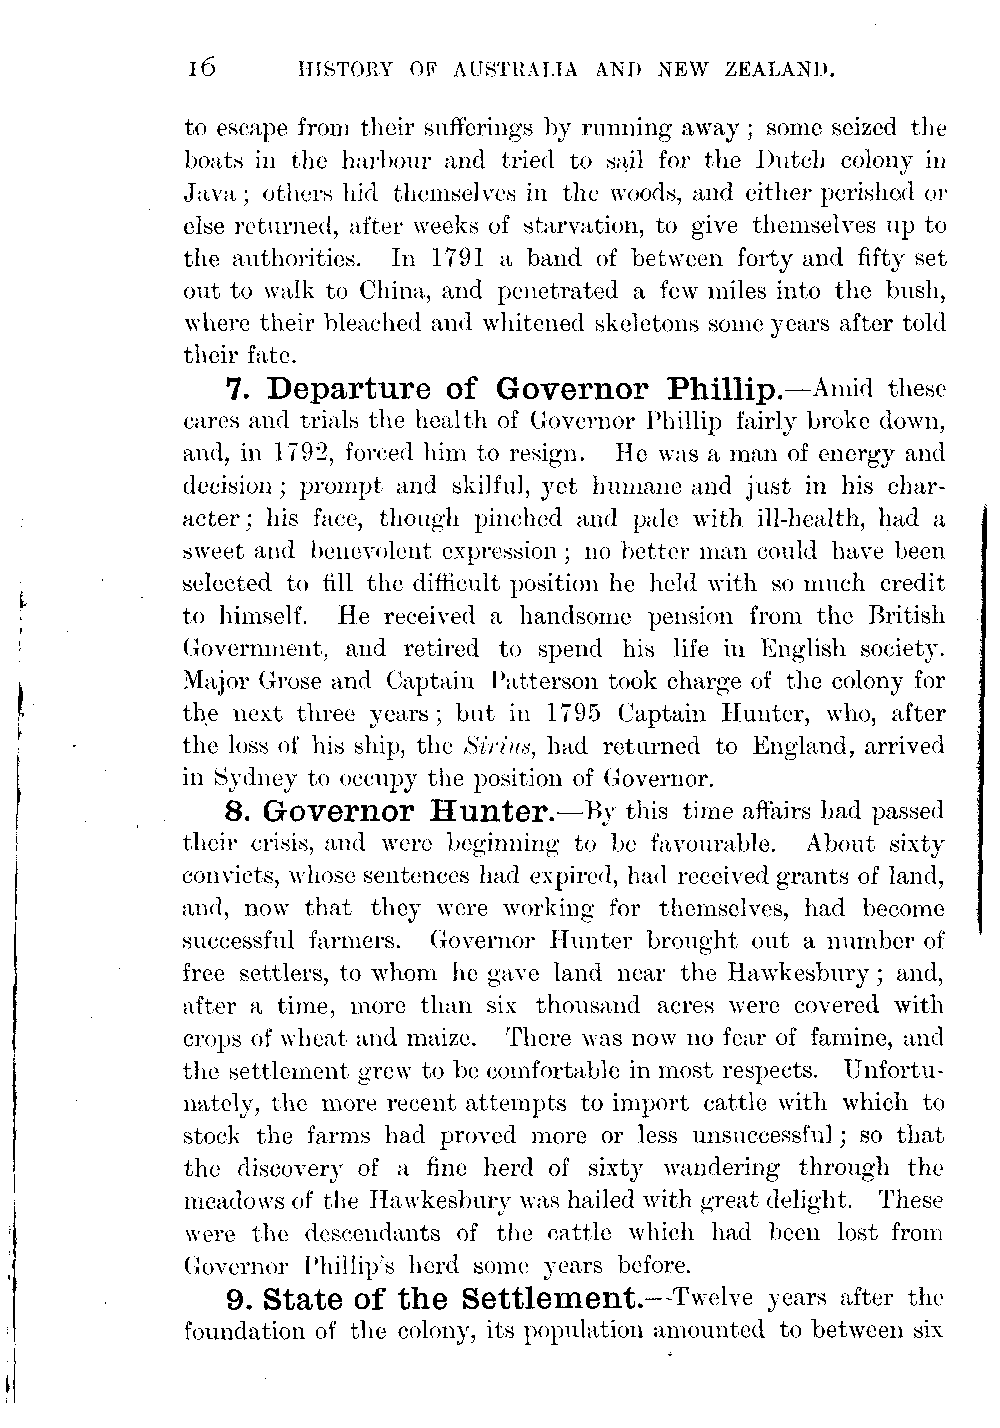 16 HISTORY OF AUSTRALIA AND NEW ZEALAND.
to escape from their sufferings by running away; some seized the
boats in the harbour and tried to sail for the Dutch colony in
Java; others hid themselves in the woods, and either perished or
else returned, after weeks of starvation, to give themselves up to
the authorities. In 1791 a band of between forty and fifty set
out to walk to China, and penetrated a few miles into the bush,
where their bleached and whitened skeletons some years after told
their fate.
7. Departure of Governor Phillip.—Amid these
cares and trials the health of Governor Phillip fairly broke down,
and, in 1792, forced him to resign. He was a man of energy and
decision; prompt and skilful, yet humane and just in his char-
acter; his face, though pinched and pale with ill-health, had a
sweet and benevolent expression; no better man could have been
selected to fill the difficult position he held with so much credit
to himself. He received a handsome pension from the British
Government, and retired to spend his life in English society.
Major Grose and Captain Patterson took charge of the colony for
the next three years; but in 1795 Captain Hunter, who, after
the loss of his ship, the Sirius, had returned to England, arrived
in Sydney to occupy the position of Governor.
8. Governor Hunter.—By this time affairs had passed
their crisis, and were beginning to be favourable. About sixty
convicts, whose sentences had expired, had received grants of land,
and, now that they were working for themselves, had become
successful farmers. Governor Hunter brought out a number of
free settlers, to whom he gave land near the Hawkesbury; and,
after a time, more than six thousand acres were covered with
crops of wheat and maize. There was now no fear of famine, and
the settlement grew to be comfortable in most respects. Unfortu-
nately, the more recent attempts to import cattle with which to
stock the farms had proved more or less unsuccessful; so that
the discovery of a fine herd of sixty wandering through the
meadows of the Hawkesbury was hailed with great delight. These
were the descendants of the cattle which had been lost from
Governor Phillip's herd some years before.
9. State of the Settlement.—Twelve years after the
foundation of the colony, its population amounted to between six